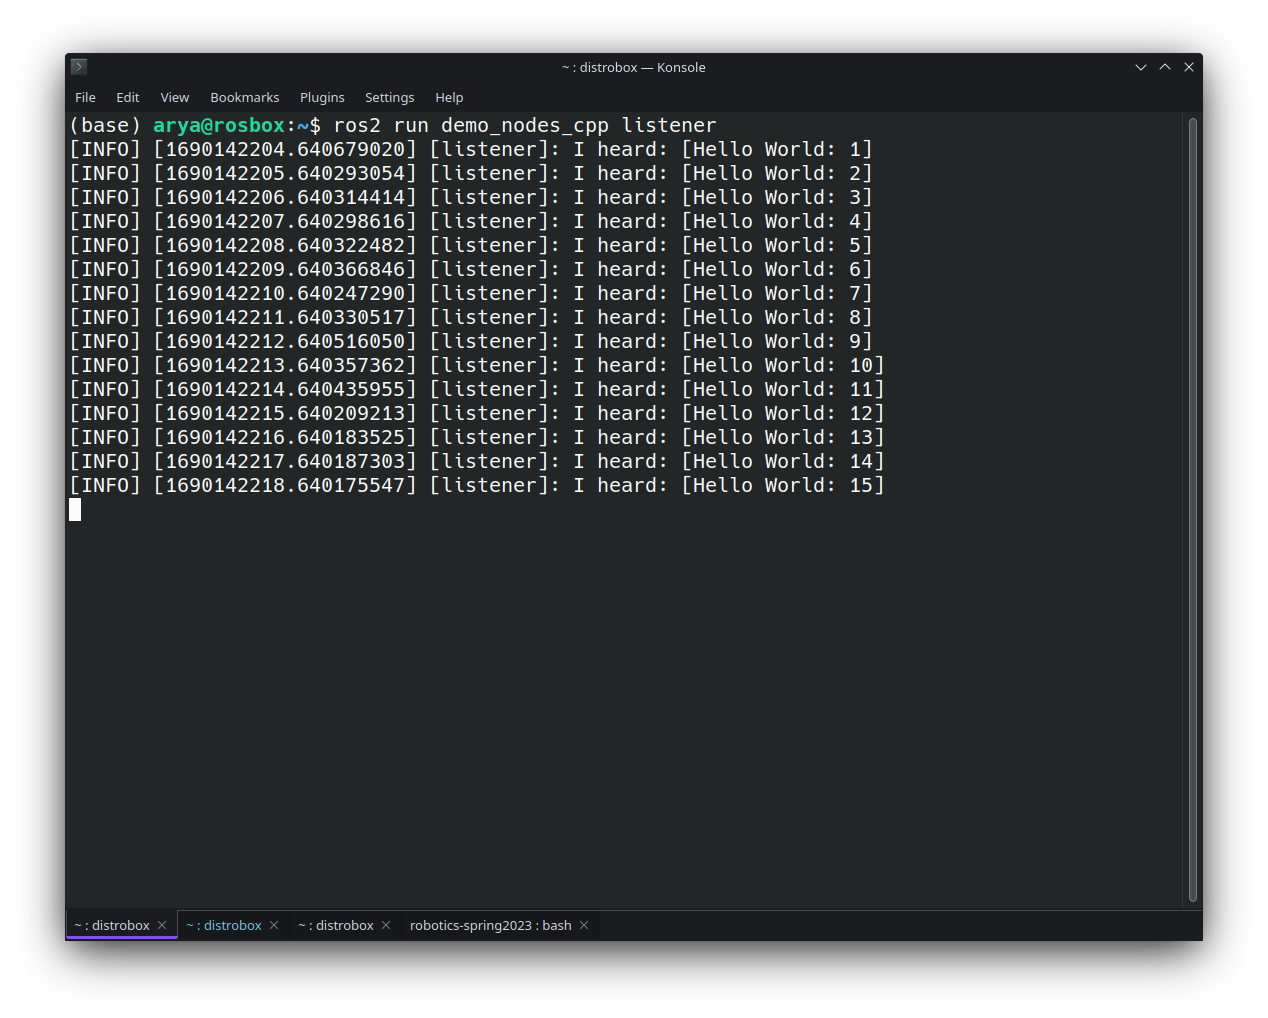 ~ : distrobox — Konsole
File Edit View Bookmarks Plugins Settings Help
(base) arya@rosbox:~$ ros2 run demo_nodes_cpp listener
[INFO] [1690142204.640679020] [listener]: I heard: [Hello World: 1]
[INFO] [1690142205.640293054] [listener]: I heard: [Hello World: 2]
[INFO] [1690142206.640314414] [listener]: I heard: [Hello World: 3]
[INFO] [1690142207.640298616] [listener]: I heard: [Hello World: 4]
[INFO] [1690142208.640322482] [listener]: I heard: [Hello World: 5]
[INFO] [1690142209.640366846] [listener]: I heard: [Hello World: 6]
[INFO] [1690142210.640247290] [listener]: I heard: [Hello World: 7]
[INFO] [1690142211.640330517] [listener]: I heard: [Hello World: 8]
[INFO] [1690142212.640516050] [listener]: I heard: [Hello World: 9]
[INFO] [1690142213.640357362] [listener]: I heard: [Hello World: 10]
[INFO] [1690142214.640435955] [listener]: I heard: [Hello World: 11]
[INFO] [1690142215.640209213] [listener]: I heard: [Hello World: 12]
[INFO] [1690142216.640183525] [listener]: I heard: [Hello World: 13]
[INFO] [1690142217.640187303] [listener]: I heard: [Hello World: 14]
[INFO] [1690142218.640175547] [listener]: I heard: [Hello World: 15]
~ : distrobox ~ : distrobox ~ : distrobox robotics-spring2023 : bash